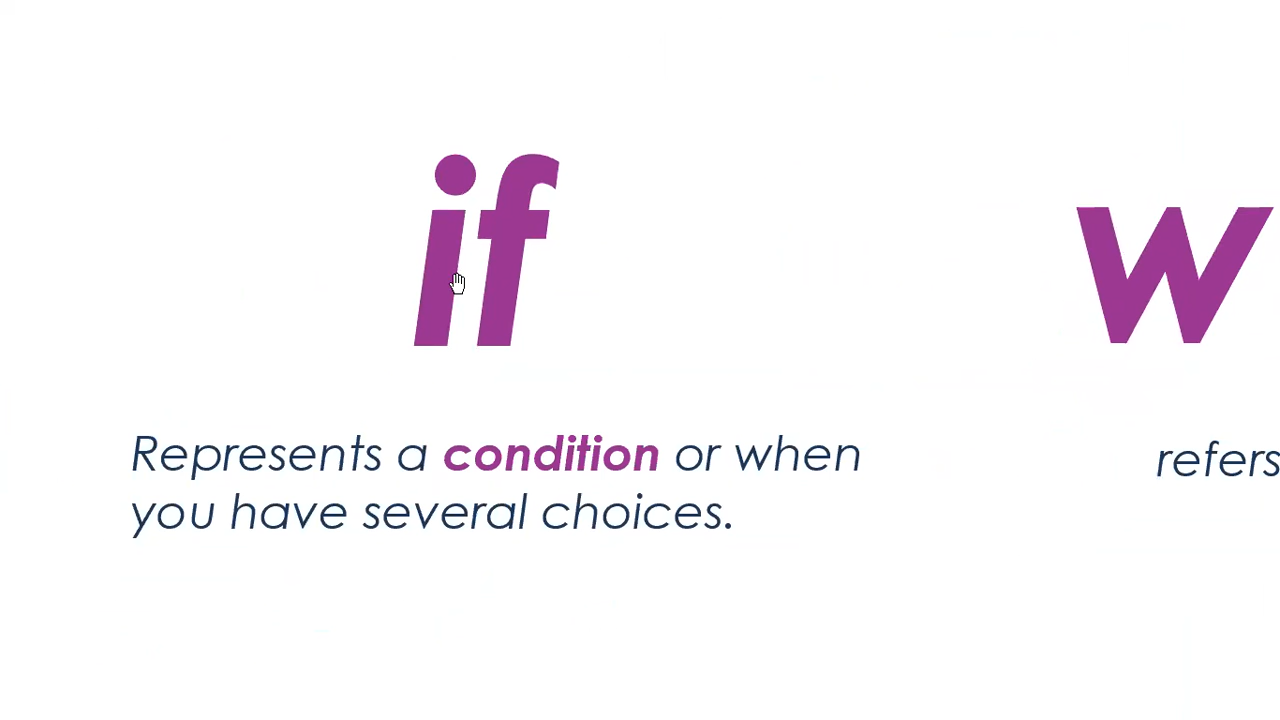 if
w
Represents a condition or when
you have several choices.
refers